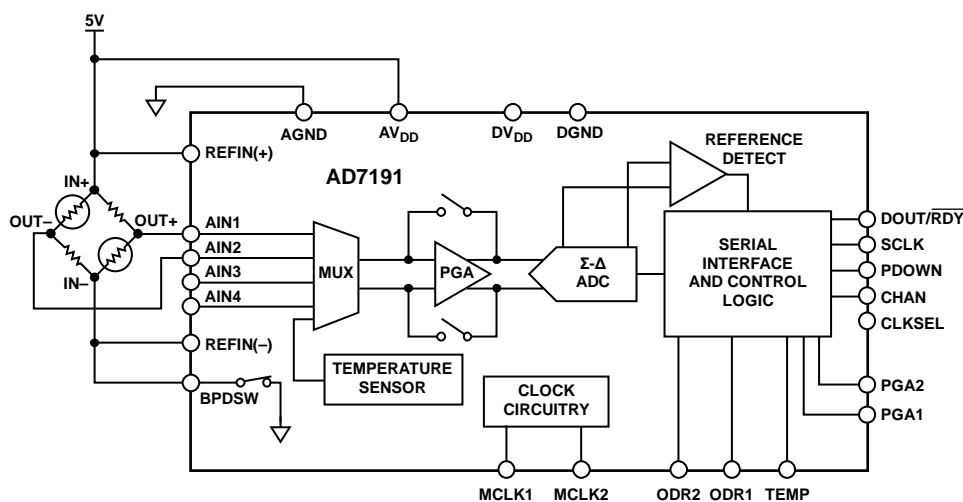 5V
AGND
AVDD
DVDD
DGND
REFIN(+)
AD7191
REFERENCE
DETECT
IN+
OUT–
OUT+
IN–
AIN1
AIN2
AIN3
AIN4
REFIN(–)
BPDSW
MUX
PGA
Σ-Δ
ADC
SERIAL
INTERFACE
AND CONTROL
LOGIC
TEMPERATURE
SENSOR
CLOCK
CIRCUITRY
DOUT/RDY
SCLK
PDOWN
CHAN
CLKSEL
PGA2
PGA1
MCLK1
MCLK2
ODR2
ODR1
TEMP